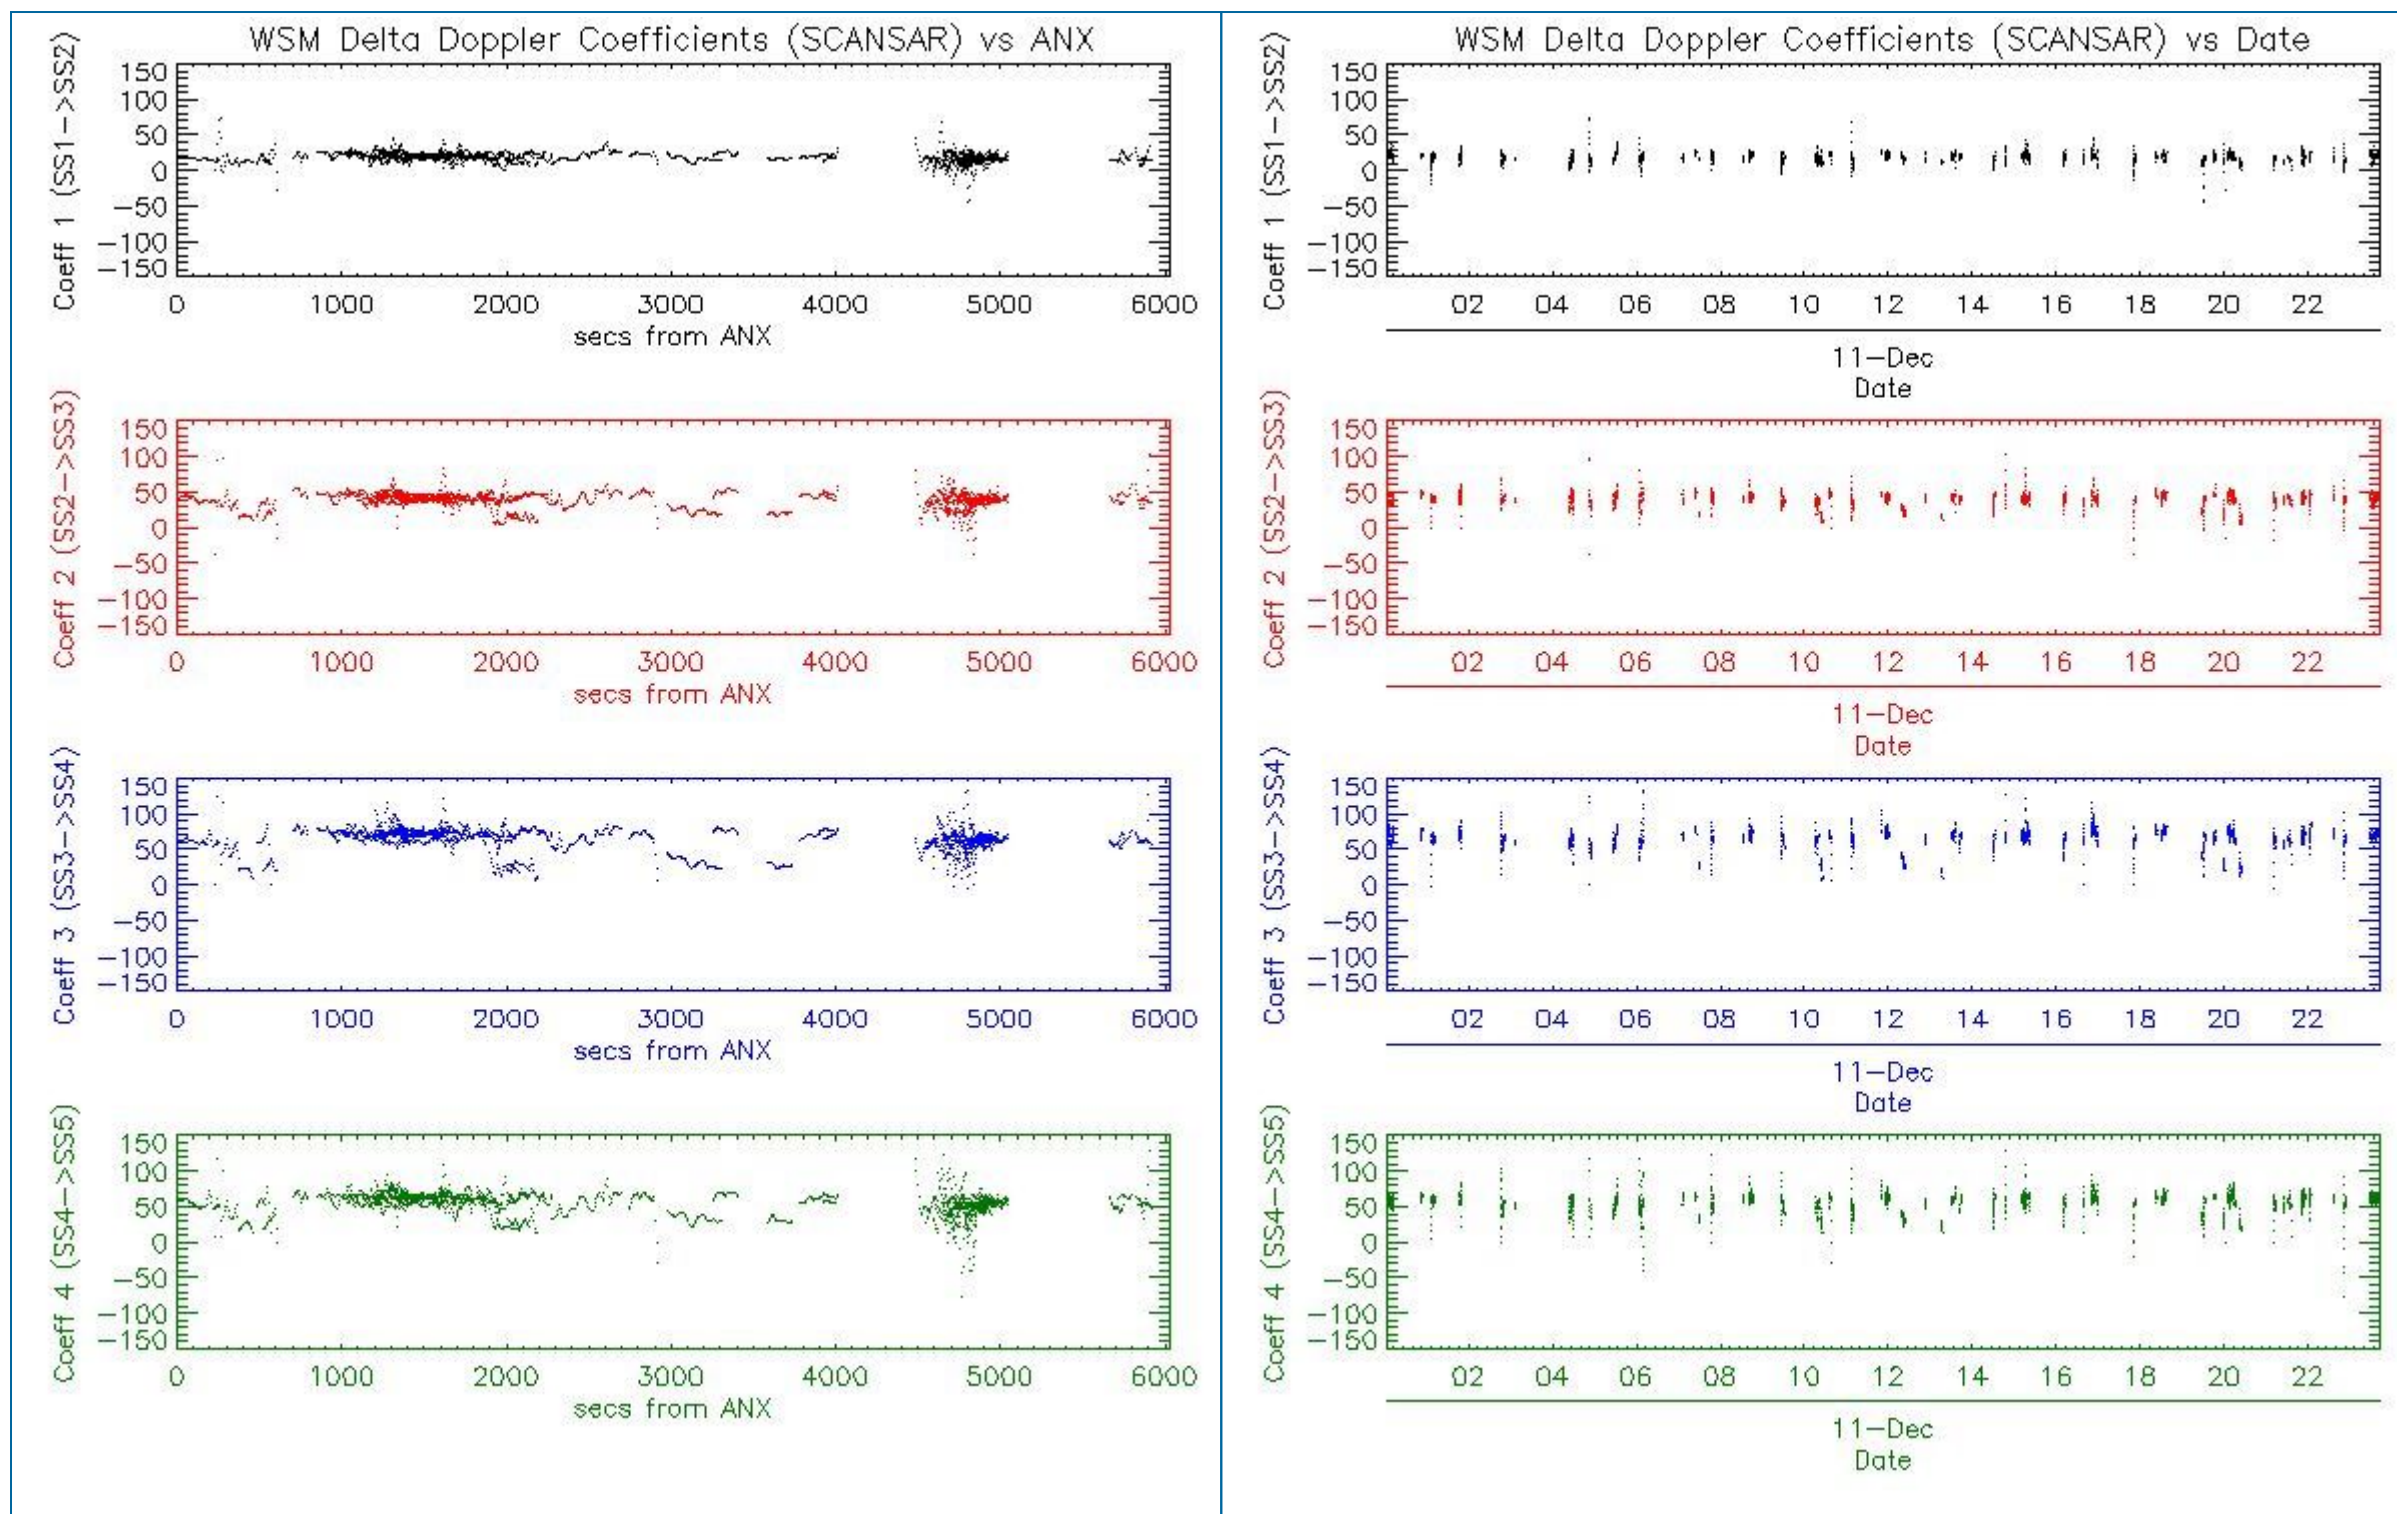 WSM Delta Doppler Coefficients (SCANSAR) vs ANX
Coeff 1 (SS1->SS2)
150
100
50
0
-50
-100
-150
0 1000 2000 3000 4000 5000 6000
secs from ANX
Coeff 2 (SS2->SS3)
150
100
50
0
-50
-100
-150
0 1000 2000 3000 4000 5000 6000
secs from ANX
Coeff 3 (SS3->SS4)
150
100
50
0
-50
-100
-150
0 1000 2000 3000 4000 5000 6000
secs from ANX
Coeff 4 (SS4->SS5)
150
100
50
0
-50
-100
-150
0 1000 2000 3000 4000 5000 6000
secs from ANX
WSM Delta Doppler Coefficients (SCANSAR) vs Date
Coeff 1 (SS1->SS2)
150
100
50
0
-50
-100
-150
02 04 06 08 10 12 14 16 18 20 22
11-Dec
Date
Coeff 2 (SS2->SS3)
150
100
50
0
-50
-100
-150
02 04 06 08 10 12 14 16 18 20 22
11-Dec
Date
Coeff 3 (SS3->SS4)
150
100
50
0
-50
-100
-150
02 04 06 08 10 12 14 16 18 20 22
11-Dec
Date
Coeff 4 (SS4->SS5)
150
100
50
0
-50
-100
-150
02 04 06 08 10 12 14 16 18 20 22
11-Dec
Date